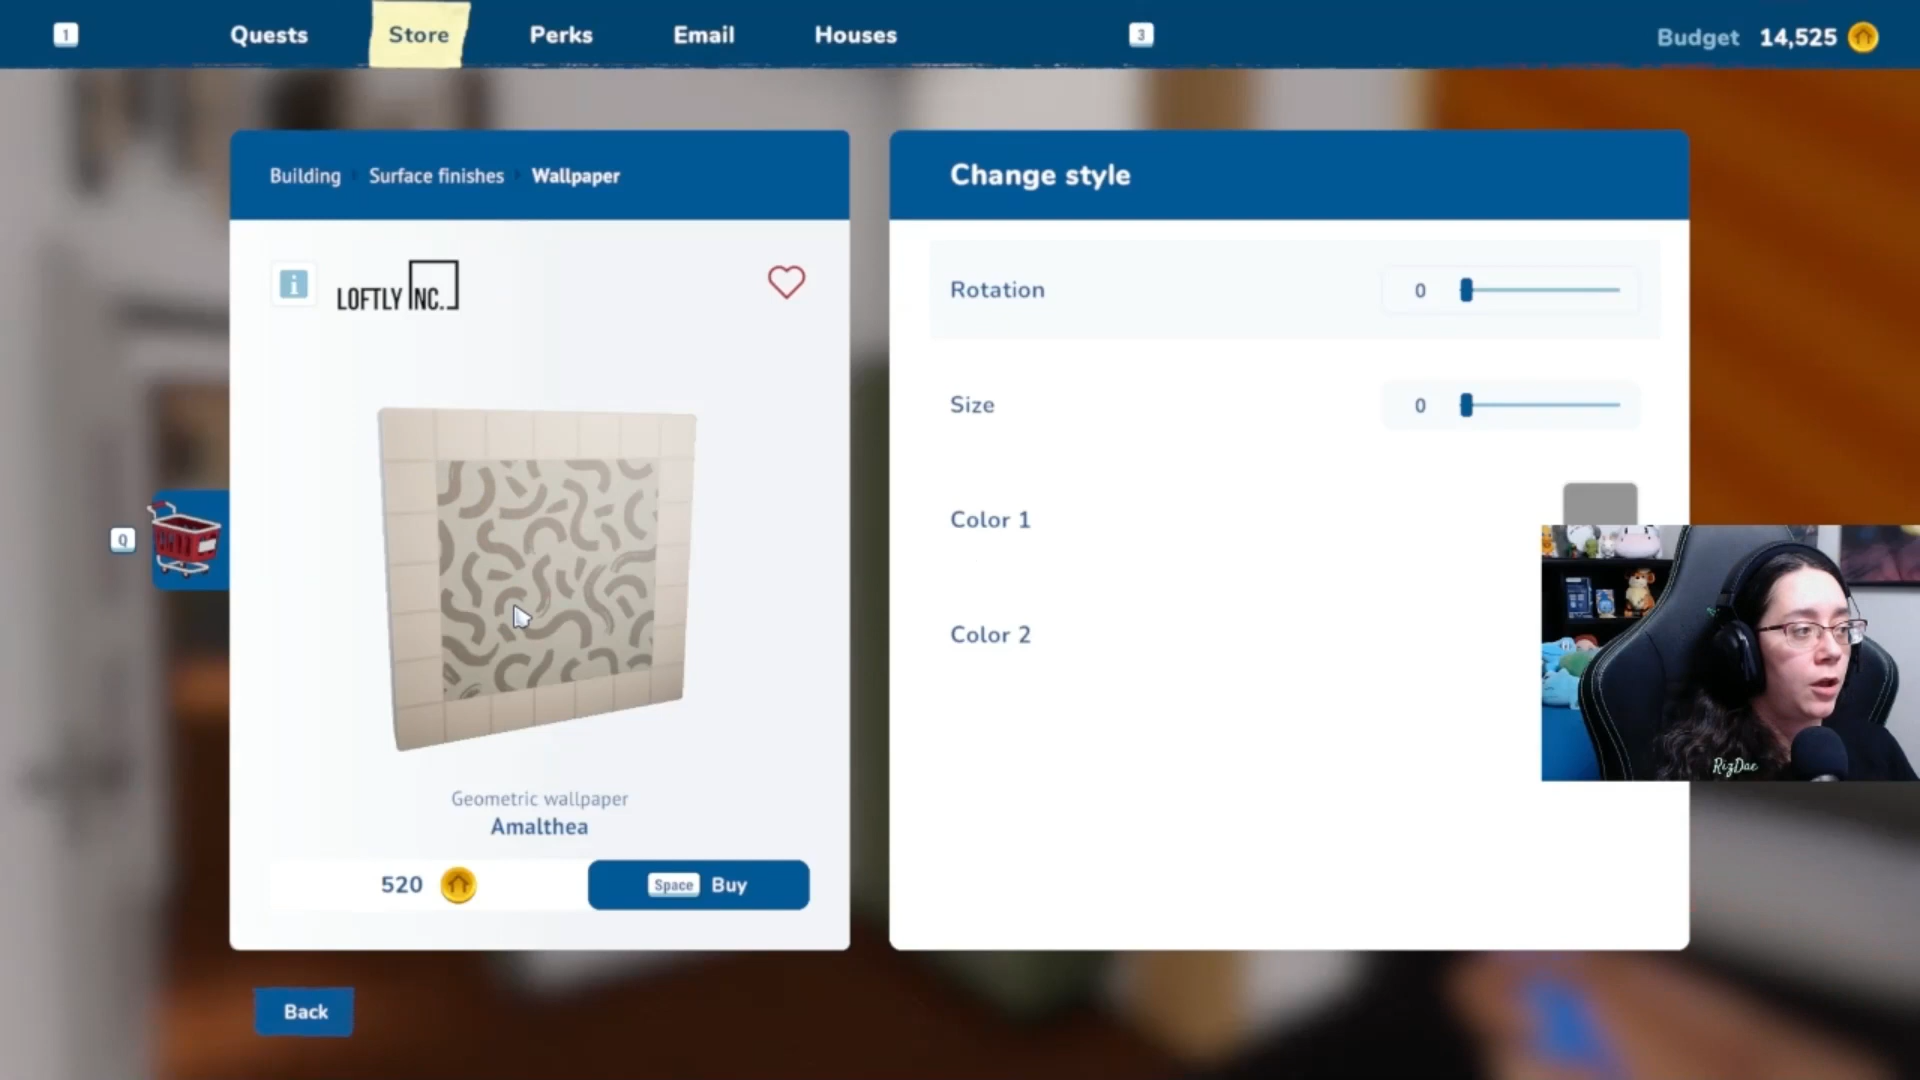 1
Quests
Store
Perks
Email
Houses
3
Budget 14,525
Building Surface finishes Wallpaper
i LOFTLY INC.
Q
Geometric wallpaper
Amalthea
520
Space Buy
Back
Change style
Rotation 0
Size 0
Color 1
Color 2
RizDae